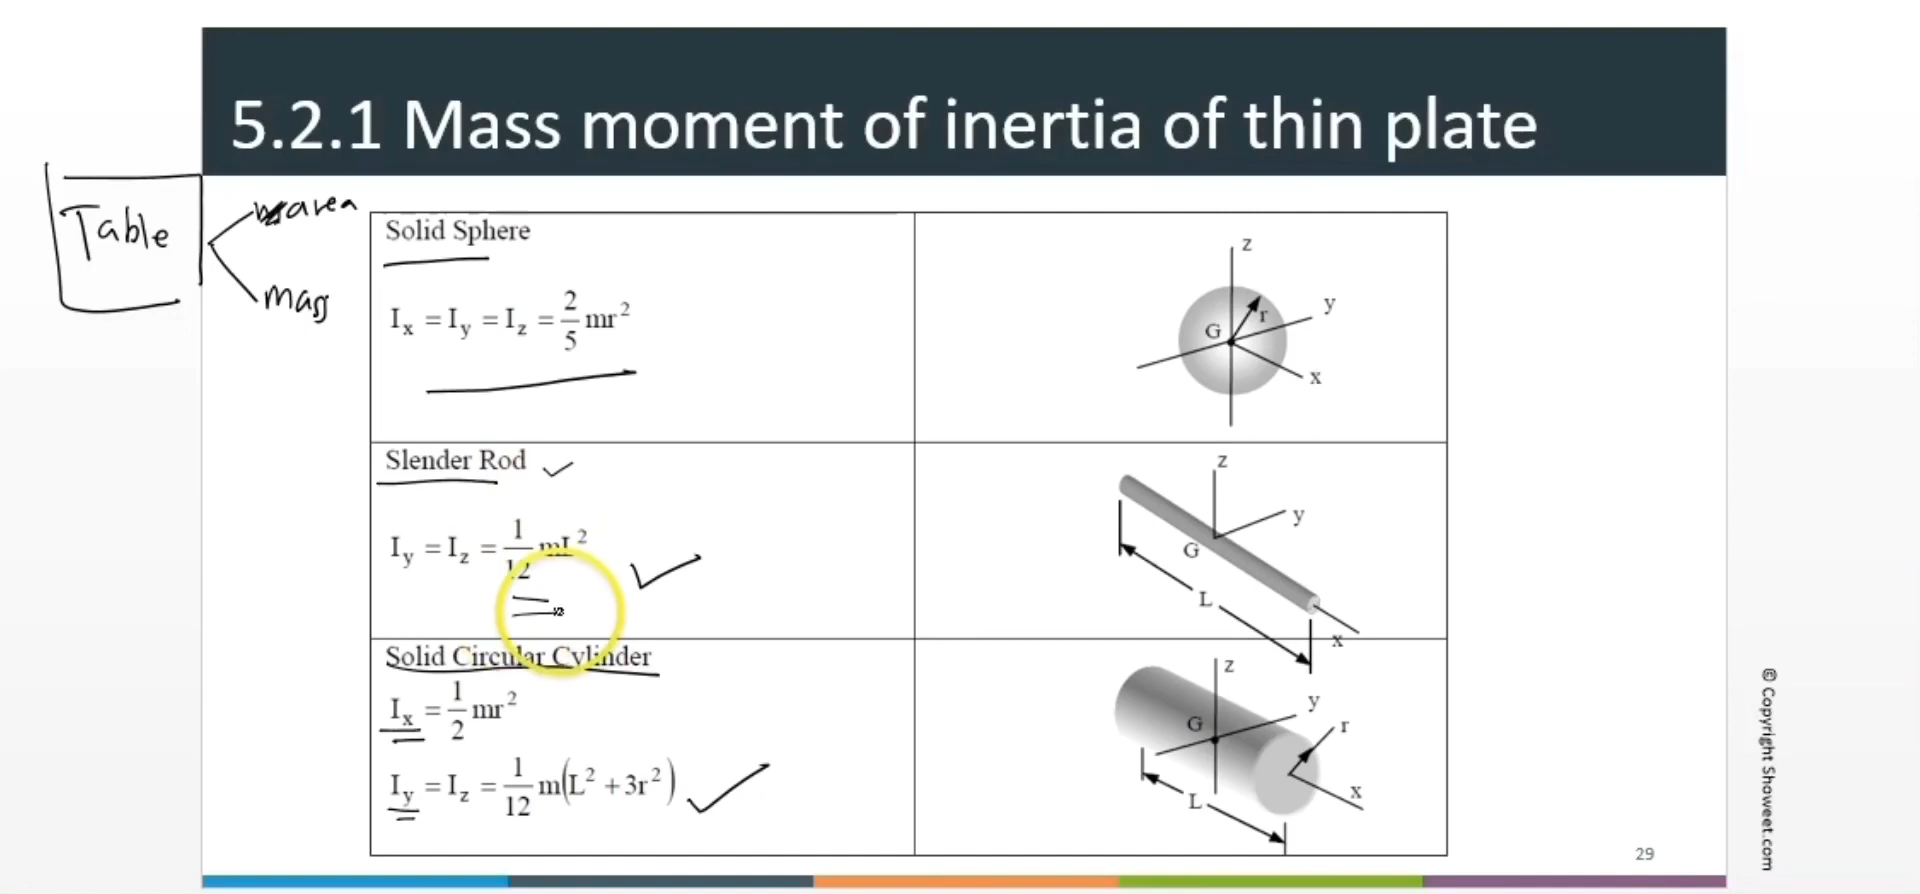 5.2.1 Mass moment of inertia of thin plate
Table
area
mass
Solid Sphere
I_x = I_y = I_z = 2/5 mr²
z
y
G
r
x
Slender Rod
I_y = I_z = 1/12 mL²
z
y
G
L
x
Solid Circular Cylinder
I_x = 1/2 mr²
I_y = I_z = 1/12 m(L² + 3r²)
z
y
G
r
L
x
© Copyright Showeet.com
29